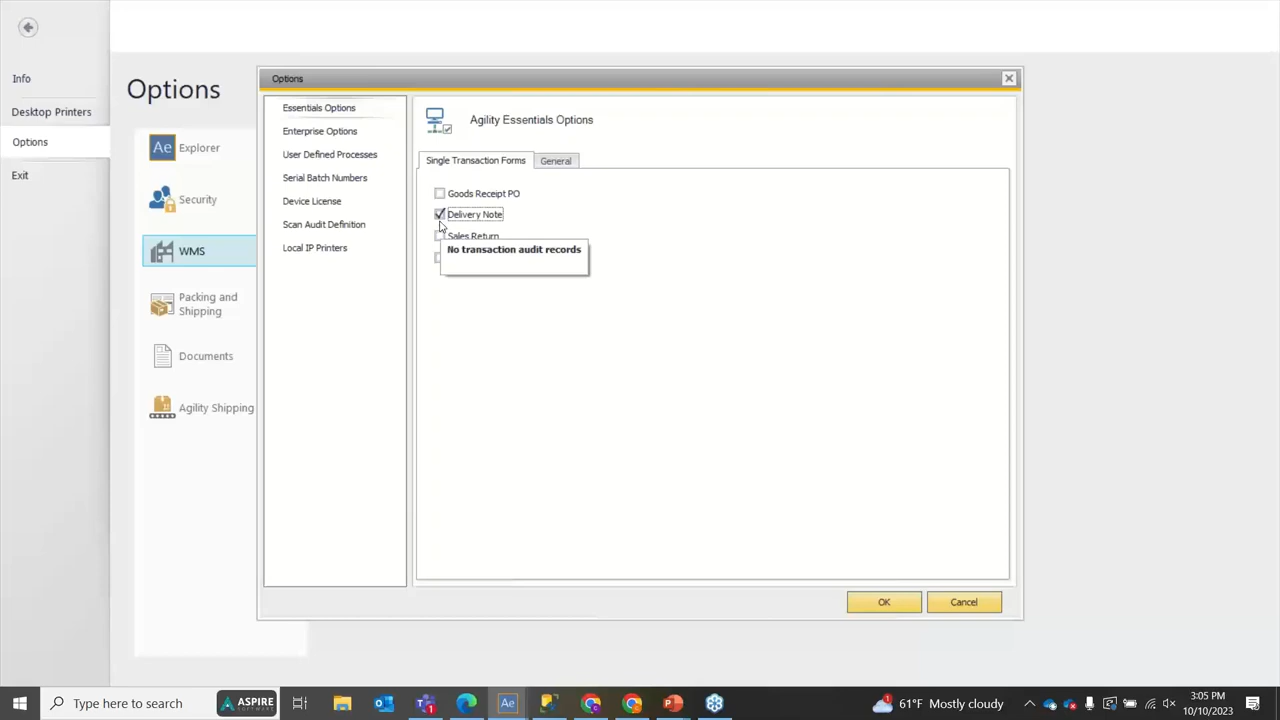 Info
Desktop Printers
Options
Exit
Options
Explorer
Security
WMS
Packing and
Shipping
Documents
Agility Shipping
Options
Essentials Options
Enterprise Options
User Defined Processes
Serial Batch Numbers
Device License
Scan Audit Definition
Local IP Printers
Agility Essentials Options
Single Transaction Forms
General
Goods Receipt PO
Delivery Note
Sales Return
No transaction audit records
OK
Cancel
Type here to search
ASPIRE
SOFTWARE
Ae
Ae
61°F Mostly cloudy
3:05 PM
10/10/2023